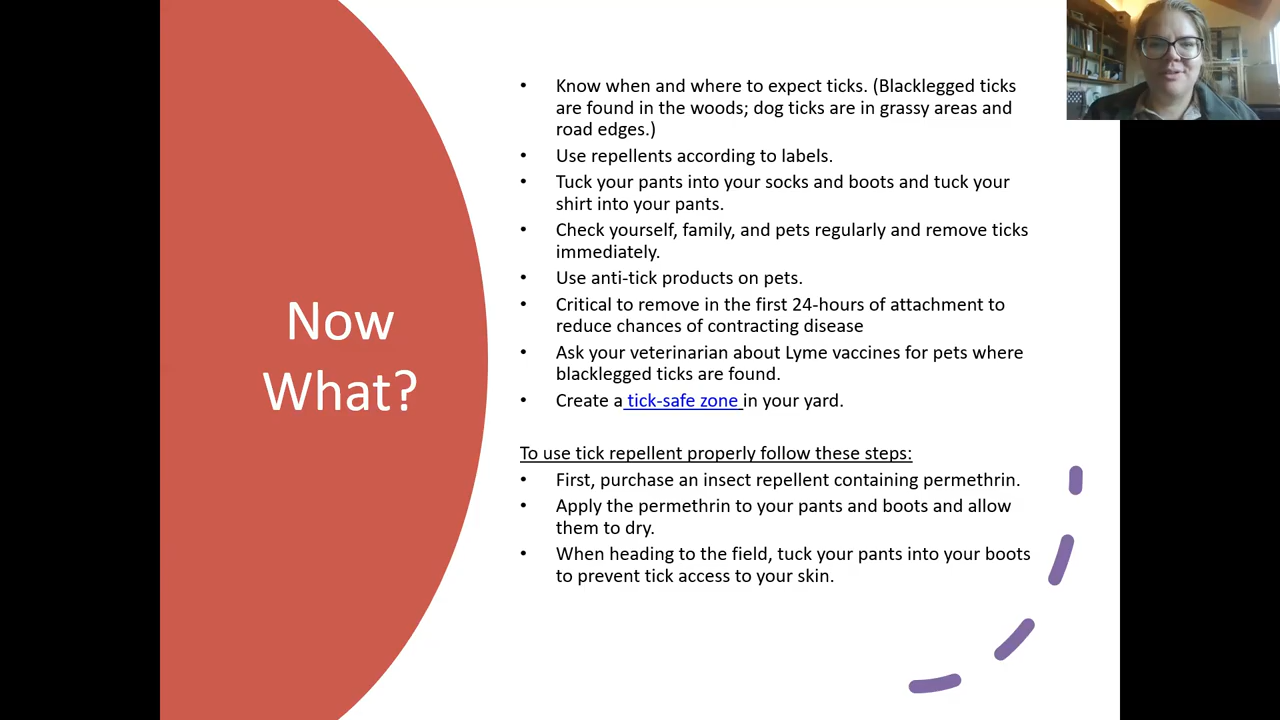 Now
What?
• Know when and where to expect ticks. (Blacklegged ticks
are found in the woods; dog ticks are in grassy areas and
road edges.)
• Use repellents according to labels.
• Tuck your pants into your socks and boots and tuck your
shirt into your pants.
• Check yourself, family, and pets regularly and remove ticks
immediately.
• Use anti-tick products on pets.
• Critical to remove in the first 24-hours of attachment to
reduce chances of contracting disease
• Ask your veterinarian about Lyme vaccines for pets where
blacklegged ticks are found.
• Create a tick-safe zone in your yard.
To use tick repellent properly follow these steps:
• First, purchase an insect repellent containing permethrin.
• Apply the permethrin to your pants and boots and allow
them to dry.
• When heading to the field, tuck your pants into your boots
to prevent tick access to your skin.